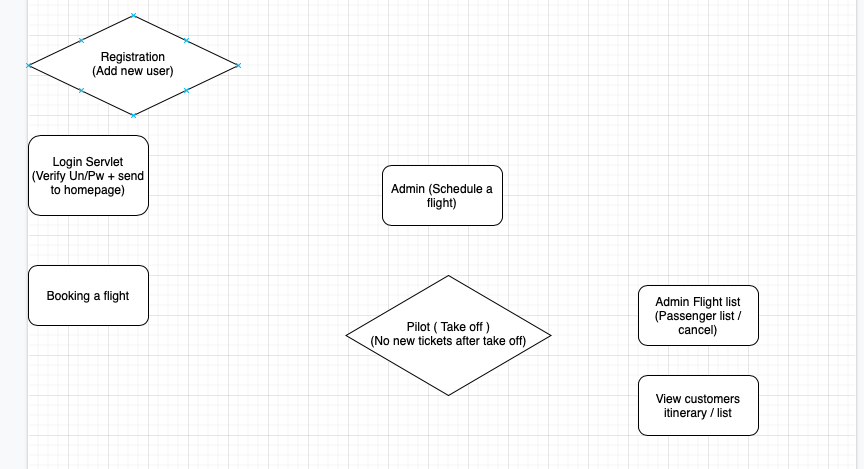 Registration
(Add new user)
Login Servlet
(Verify Un/Pw + send
to homepage)
Admin (Schedule a
flight)
Booking a flight
Pilot ( Take off )
(No new tickets after take off)
Admin Flight list
(Passenger list /
cancel)
View customers
itinerary / list